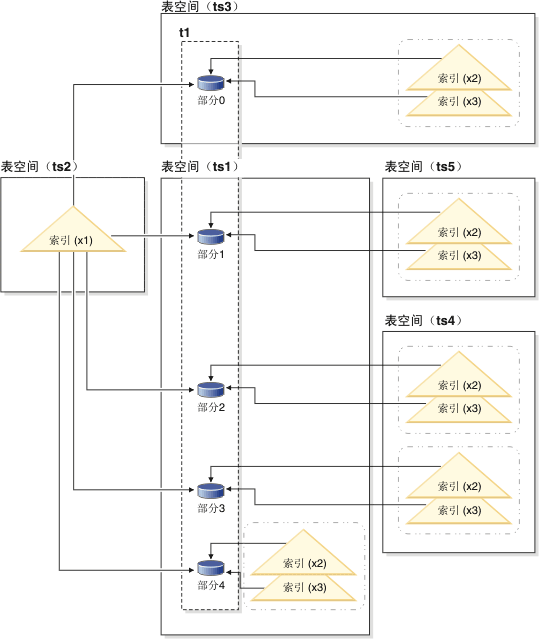 表空间（ts3）
t1
部分0
索引 (x2)
索引 (x3)
表空间（ts2）
索引 (x1)
表空间（ts1）
部分1
表空间（ts5）
索引 (x2)
索引 (x3)
表空间（ts4）
部分2
索引 (x2)
索引 (x3)
部分3
索引 (x2)
索引 (x3)
部分4
索引 (x2)
索引 (x3)